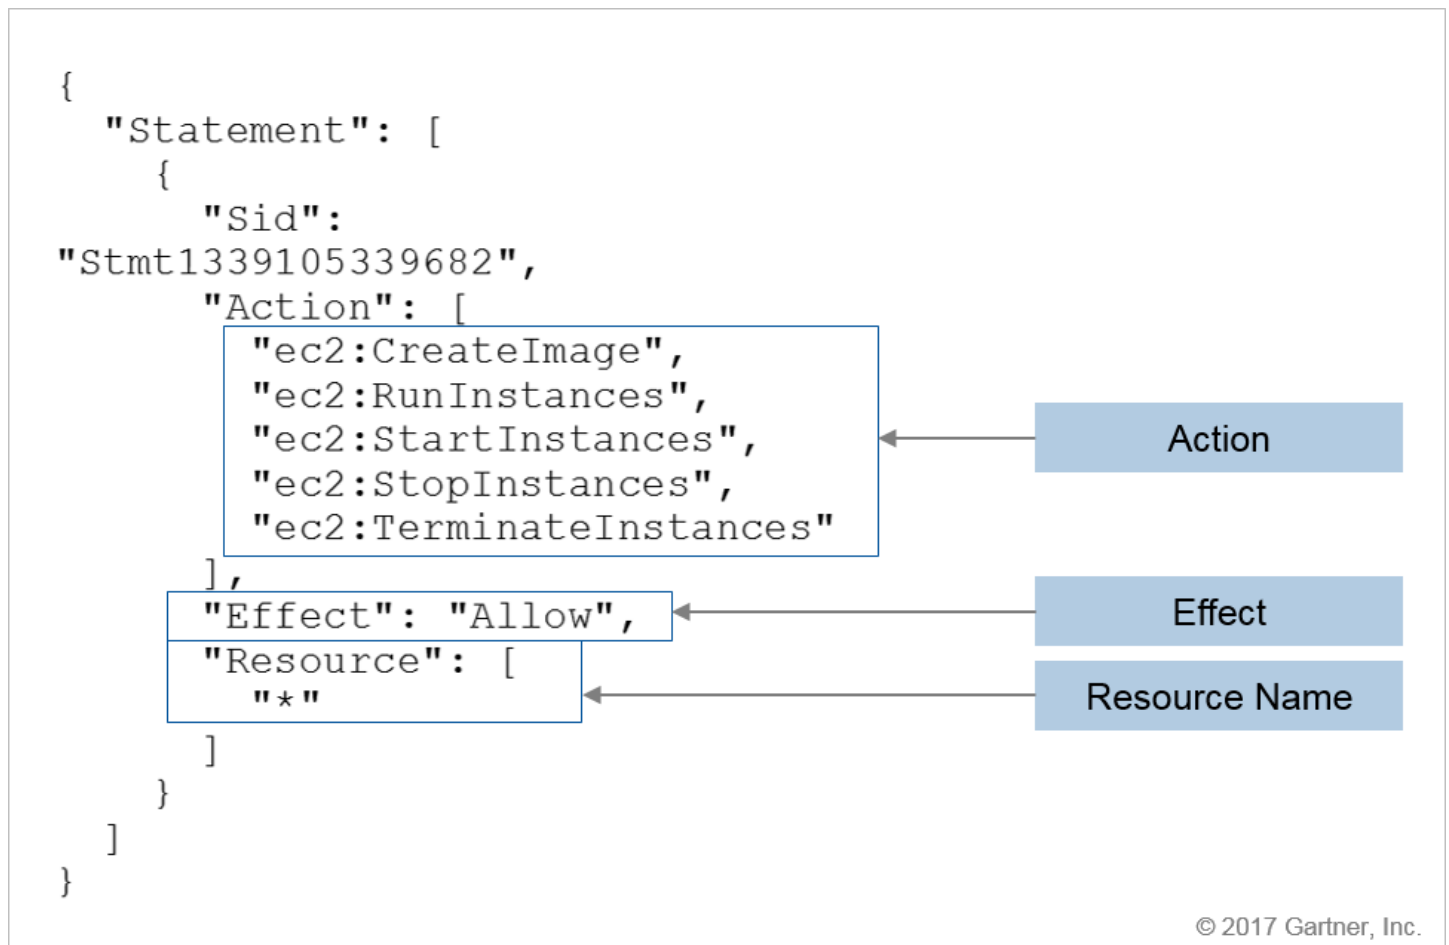 {
"Statement": [
{
"Sid":
"Stmt1339105339682",
"Action": [
"ec2:CreateImage",
"ec2:RunInstances",
"ec2:StartInstances",
"ec2:StopInstances",
"ec2:TerminateInstances"
],
"Effect": "Allow",
"Resource": [
"*"
]
}
]
}
Action
Effect
Resource Name
© 2017 Gartner, Inc.